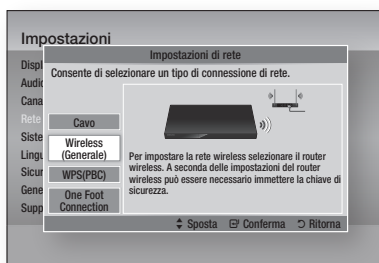 Impostazioni
Impostazioni di rete
Consente di selezionare un tipo di connessione di rete.
Displ
Audio
Cana
Rete
Siste
Lingu
Sicur
Gene
Supp
Cavo
Wireless
(Generale)
WPS(PBC)
One Foot
Connection
Per impostare la rete wireless selezionare il router
wireless. A seconda delle impostazioni del router
wireless può essere necessario immettere la chiave di
sicurezza.
Sposta Conferma Ritorna